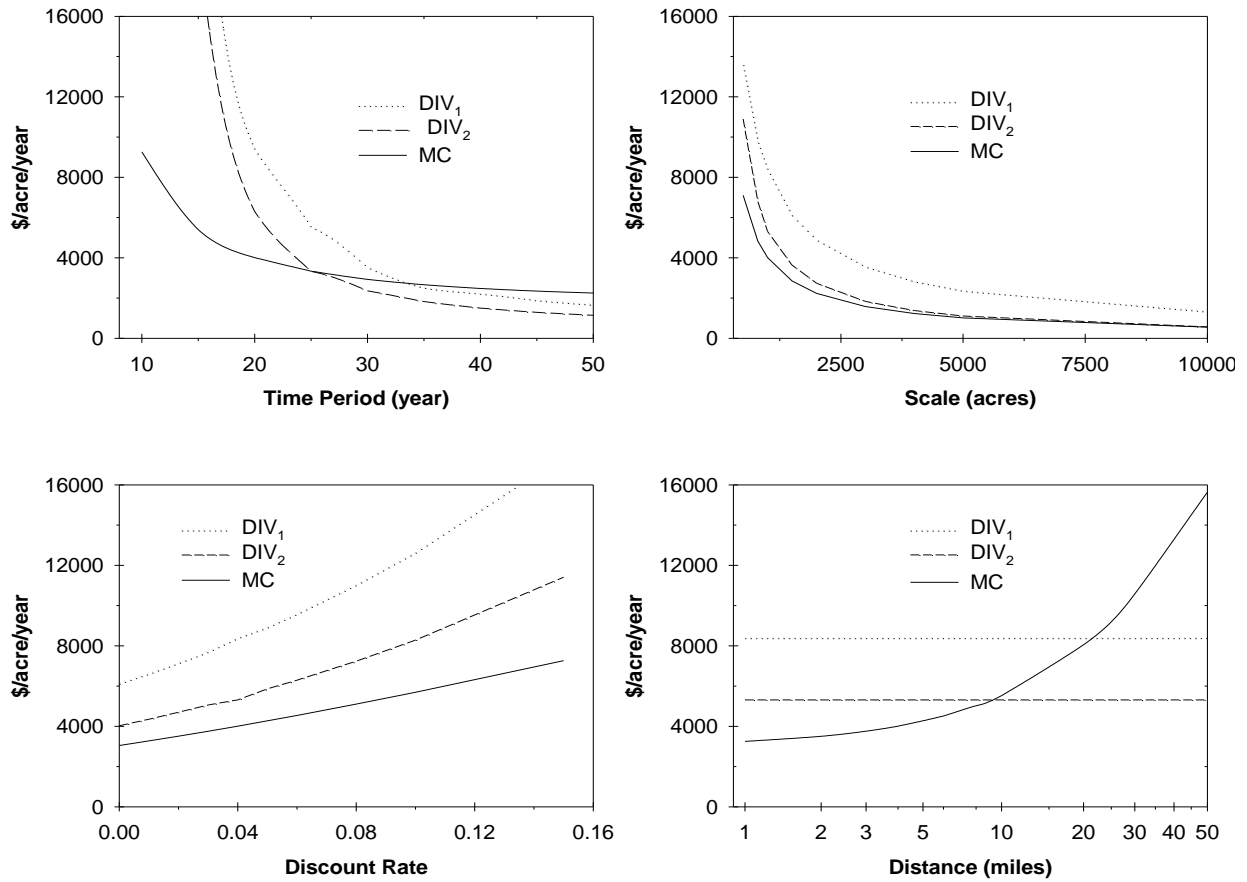 16000
12000
8000
4000
0
$/acre/year
DIV1
DIV2
MC
10 20 30 40 50
Time Period (year)
16000
12000
8000
4000
0
$/acre/year
DIV1
DIV2
MC
2500 5000 7500 10000
Scale (acres)
16000
12000
8000
4000
0
$/acre/year
DIV1
DIV2
MC
0.00 0.04 0.08 0.12 0.16
Discount Rate
16000
12000
8000
4000
0
$/acre/year
DIV1
DIV2
MC
1 2 3 5 10 20 30 40 50
Distance (miles)